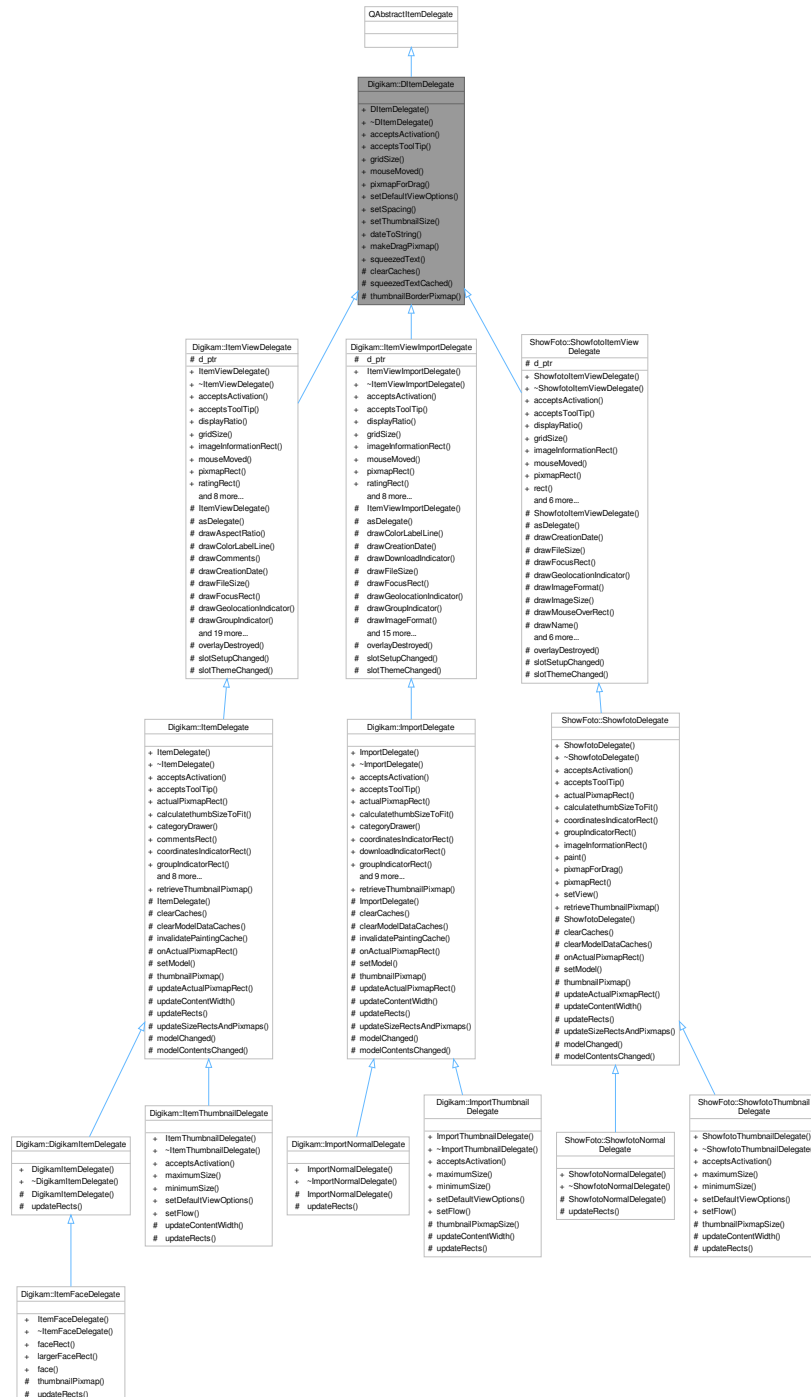 QAbstractItemDelegate
Digikam::DItemDelegate
+ DItemDelegate()
+ ~DItemDelegate()
+ acceptsActivation()
+ acceptsToolTip()
+ gridSize()
+ mouseMoved()
+ pixmapForDrag()
+ setDefaultViewOptions()
+ setSpacing()
+ setThumbnailSize()
+ dateToString()
+ makeDragPixmap()
+ squeezedText()
# clearCaches()
# squeezedTextCached()
# thumbnailBorderPixmap()
Digikam::ItemViewDelegate
# d_ptr
+ ItemViewDelegate()
+ ~ItemViewDelegate()
+ acceptsActivation()
+ acceptsToolTip()
+ displayRatio()
+ gridSize()
+ imageInformationRect()
+ mouseMoved()
+ pixmapRect()
+ ratingRect()
and 8 more...
# ItemViewDelegate()
# asDelegate()
# drawAspectRatio()
# drawColorLabelLine()
# drawComments()
# drawCreationDate()
# drawFileSize()
# drawFocusRect()
# drawGeolocationIndicator()
# drawGroupIndicator()
and 19 more...
# overlayDestroyed()
# slotSetupChanged()
# slotThemeChanged()
Digikam::ItemViewImportDelegate
# d_ptr
+ ItemViewImportDelegate()
+ ~ItemViewImportDelegate()
+ acceptsActivation()
+ acceptsToolTip()
+ displayRatio()
+ gridSize()
+ imageInformationRect()
+ mouseMoved()
+ pixmapRect()
+ ratingRect()
and 8 more...
# ItemViewImportDelegate()
# asDelegate()
# drawColorLabelLine()
# drawCreationDate()
# drawDownloadIndicator()
# drawFileSize()
# drawFocusRect()
# drawGeolocationIndicator()
# drawGroupIndicator()
# drawImageFormat()
and 15 more...
# overlayDestroyed()
# slotSetupChanged()
# slotThemeChanged()
ShowFoto::ShowfotoItemView
Delegate
# d_ptr
+ ShowfotoItemViewDelegate()
+ ~ShowfotoItemViewDelegate()
+ acceptsActivation()
+ acceptsToolTip()
+ displayRatio()
+ gridSize()
+ imageInformationRect()
+ mouseMoved()
+ pixmapRect()
+ rect()
and 6 more...
# ShowfotoItemViewDelegate()
# asDelegate()
# drawCreationDate()
# drawFileSize()
# drawFocusRect()
# drawGeolocationIndicator()
# drawImageFormat()
# drawImageSize()
# drawMouseOverRect()
# drawName()
and 6 more...
# overlayDestroyed()
# slotSetupChanged()
# slotThemeChanged()
Digikam::ItemDelegate
+ ItemDelegate()
+ ~ItemDelegate()
+ acceptsActivation()
+ acceptsToolTip()
+ actualPixmapRect()
+ calculatethumbSizeToFit()
+ categoryDrawer()
+ commentsRect()
+ coordinatesIndicatorRect()
+ groupIndicatorRect()
and 8 more...
+ retrieveThumbnailPixmap()
# ItemDelegate()
# clearCaches()
# clearModelDataCaches()
# invalidatePaintingCache()
# onActualPixmapRect()
# setModel()
# thumbnailPixmap()
# updateActualPixmapRect()
# updateContentWidth()
# updateRects()
# updateSizeRectsAndPixmaps()
# modelChanged()
# modelContentsChanged()
Digikam::ImportDelegate
+ ImportDelegate()
+ ~ImportDelegate()
+ acceptsActivation()
+ acceptsToolTip()
+ actualPixmapRect()
+ calculatethumbSizeToFit()
+ categoryDrawer()
+ coordinatesIndicatorRect()
+ downloadIndicatorRect()
+ groupIndicatorRect()
and 9 more...
+ retrieveThumbnailPixmap()
# ImportDelegate()
# clearCaches()
# clearModelDataCaches()
# invalidatePaintingCache()
# onActualPixmapRect()
# setModel()
# thumbnailPixmap()
# updateActualPixmapRect()
# updateContentWidth()
# updateRects()
# updateSizeRectsAndPixmaps()
# modelChanged()
# modelContentsChanged()
ShowFoto::ShowfotoDelegate
+ ShowfotoDelegate()
+ ~ShowfotoDelegate()
+ acceptsActivation()
+ acceptsToolTip()
+ actualPixmapRect()
+ calculatethumbSizeToFit()
+ coordinatesIndicatorRect()
+ groupIndicatorRect()
+ imageInformationRect()
+ paint()
+ pixmapForDrag()
+ pixmapRect()
+ setView()
+ retrieveThumbnailPixmap()
# ShowfotoDelegate()
# clearCaches()
# clearModelDataCaches()
# onActualPixmapRect()
# setModel()
# thumbnailPixmap()
# updateActualPixmapRect()
# updateContentWidth()
# updateRects()
# updateSizeRectsAndPixmaps()
# modelChanged()
# modelContentsChanged()
Digikam::DigikamItemDelegate
+ DigikamItemDelegate()
+ ~DigikamItemDelegate()
# DigikamItemDelegate()
# updateRects()
Digikam::ItemThumbnailDelegate
+ ItemThumbnailDelegate()
+ ~ItemThumbnailDelegate()
+ acceptsActivation()
+ maximumSize()
+ minimumSize()
+ setDefaultViewOptions()
+ setFlow()
# updateContentWidth()
# updateRects()
Digikam::ImportNormalDelegate
+ ImportNormalDelegate()
+ ~ImportNormalDelegate()
# ImportNormalDelegate()
# updateRects()
Digikam::ImportThumbnail
Delegate
+ ImportThumbnailDelegate()
+ ~ImportThumbnailDelegate()
+ acceptsActivation()
+ maximumSize()
+ minimumSize()
+ setDefaultViewOptions()
+ setFlow()
# thumbnailPixmapSize()
# updateContentWidth()
# updateRects()
ShowFoto::ShowfotoNormal
Delegate
+ ShowfotoNormalDelegate()
+ ~ShowfotoNormalDelegate()
# ShowfotoNormalDelegate()
# updateRects()
ShowFoto::ShowfotoThumbnail
Delegate
+ ShowfotoThumbnailDelegate()
+ ~ShowfotoThumbnailDelegate
+ acceptsActivation()
+ maximumSize()
+ minimumSize()
+ setDefaultViewOptions()
+ setFlow()
# thumbnailPixmapSize()
# updateContentWidth()
# updateRects()
Digikam::ItemFaceDelegate
+ ItemFaceDelegate()
+ ~ItemFaceDelegate()
+ faceRect()
+ largerFaceRect()
+ face()
# thumbnailPixmap()
# updateRects()